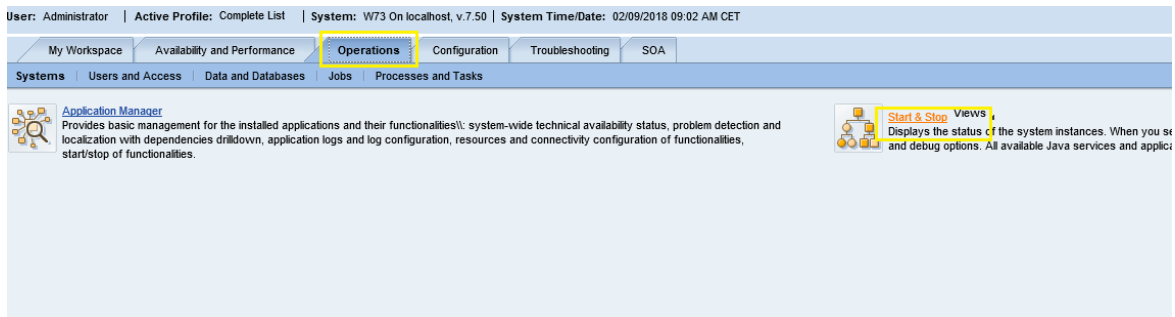 User: Administrator | Active Profile: Complete List | System: W73 On localhost, v.7.50 | System Time/Date: 02/09/2018 09:02 AM CET
My Workspace Availability and Performance Operations Configuration Troubleshooting SOA
Systems | Users and Access | Data and Databases | Jobs | Processes and Tasks
Application Manager
Provides basic management for the installed applications and their functionalities\\: system-wide technical availability status, problem detection and
localization with dependencies drilldown, application logs and log configuration, resources and connectivity configuration of functionalities,
start/stop of functionalities.
Start & Stop Views
Displays the status of the system instances. When you se
and debug options. All available Java services and applica